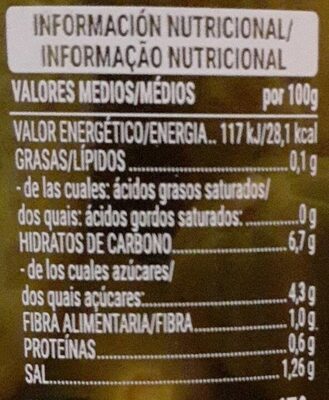 INFORMACIÓN NUTRICIONAL/
INFORMAÇÃO NUTRICIONAL
VALORES MEDIOS/MÉDIOS por 100g
VALOR ENERGÉTICO/ENERGIA.. 117 kJ/28,1 kcal
GRASAS/LÍPIDOS ........................ 0,1 g
- de las cuales: ácidos grasos saturados/
dos quais: ácidos gordos saturados: ............ 0 g
HIDRATOS DE CARBONO................... 6,7 g
- de los cuales azúcares/
dos quais açúcares:........................ 4,3 g
FIBRA ALIMENTARIA/FIBRA................ 1,0 g
PROTEÍNAS................................ 0,6 g
SAL........................................ 1,26 g